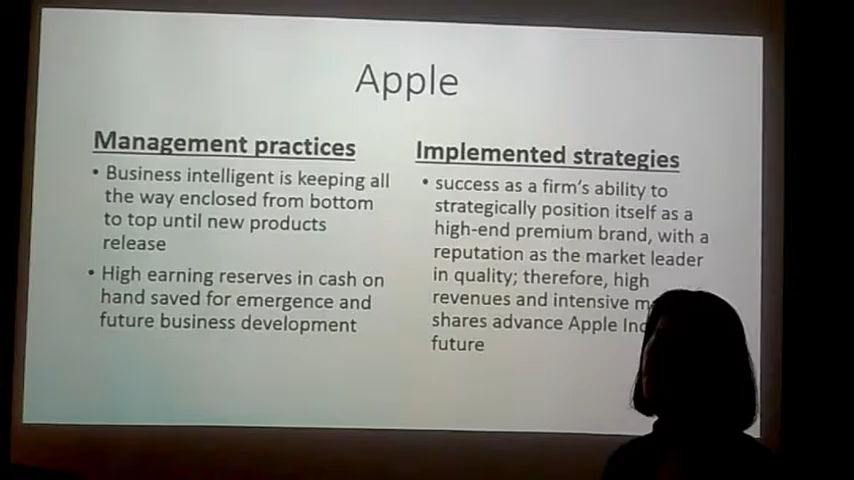 Apple
Management practices
• Business intelligent is keeping all
the way enclosed from bottom
to top until new products
release
• High earning reserves in cash on
hand saved for emergence and
future business development
Implemented strategies
• success as a firm's ability to
strategically position itself as a
high-end premium brand, with a
reputation as the market leader
in quality; therefore, high
revenues and intensive
shares advance Apple
future